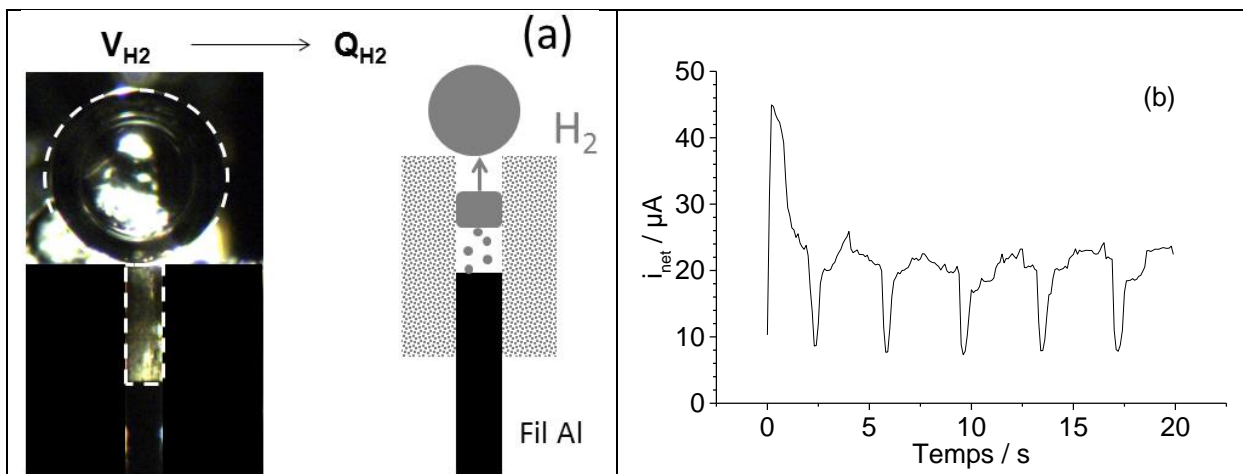 V_H2 → Q_H2
(a)
H₂
Fil Al
(b)
50
40
30
20
10
0
i_net / µA
0
5
10
15
20
Temps / s